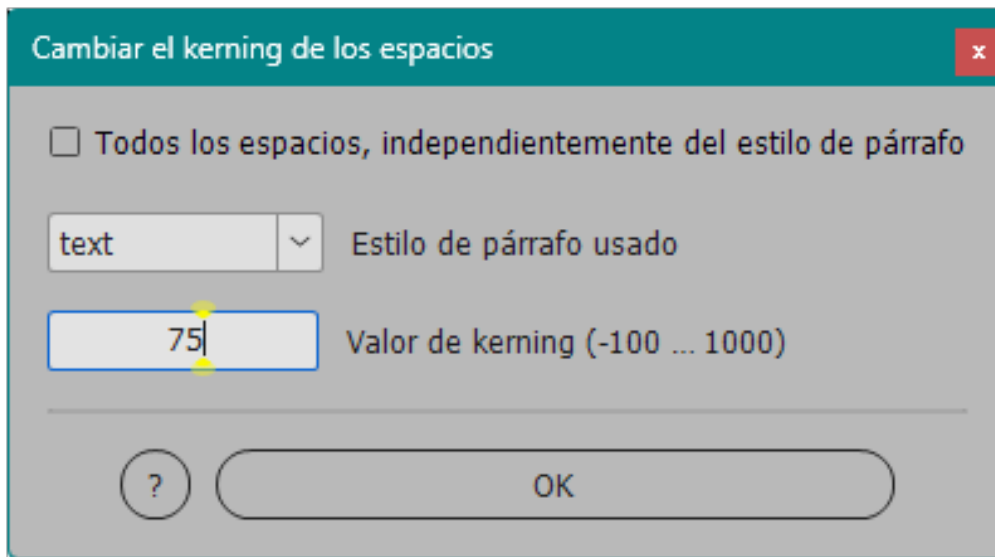 Cambiar el kerning de los espacios
x
Todos los espacios, independientemente del estilo de párrafo
text Estilo de párrafo usado
75 Valor de kerning (-100 ... 1000)
? OK